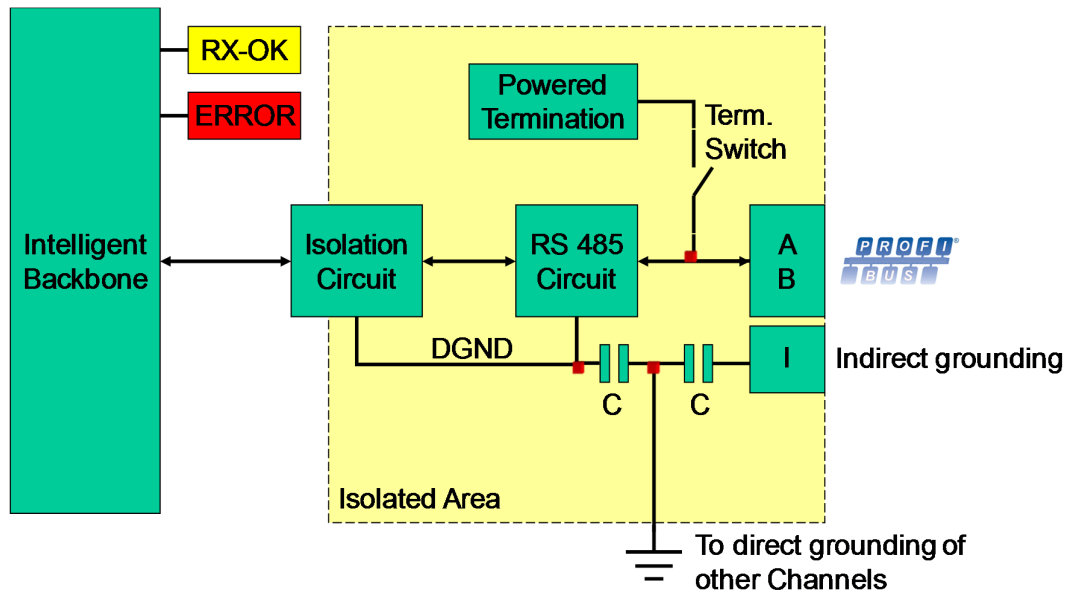 RX-OK
ERROR
Powered
Termination
Term.
Switch
Intelligent
Backbone
Isolation
Circuit
RS 485
Circuit
A
B
PROFI®
BUS
DGND
I
Indirect grounding
C
C
Isolated Area
To direct grounding of
other Channels